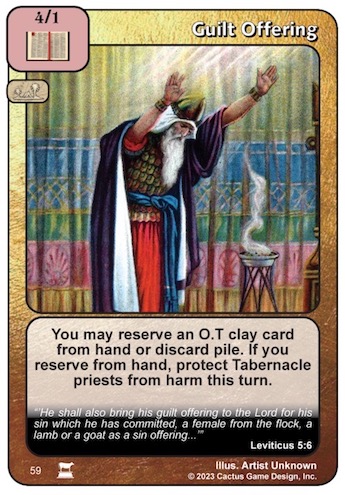 4/1
Guilt Offering
You may reserve an O.T clay card
from hand or discard pile. If you
reserve from hand, protect Tabernacle
priests from harm this turn.
"'He shall also bring his guilt offering to the Lord for his
sin which he has committed, a female from the flock, a
lamb or a goat as a sin offering...'"
Leviticus 5:6
59
Illus. Artist Unknown
© 2023 Cactus Game Design, Inc.